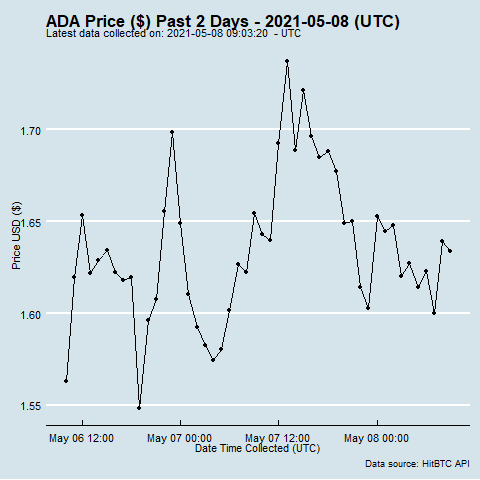 ADA Price ($) Past 2 Days - 2021-05-08 (UTC)
Latest data collected on: 2021-05-08 09:03:20 - UTC
1.70
1.65
1.60
1.55
Price USD ($)
May 06 12:00
May 07 00:00
May 07 12:00
May 08 00:00
Date Time Collected (UTC)
Data source: HitBTC API